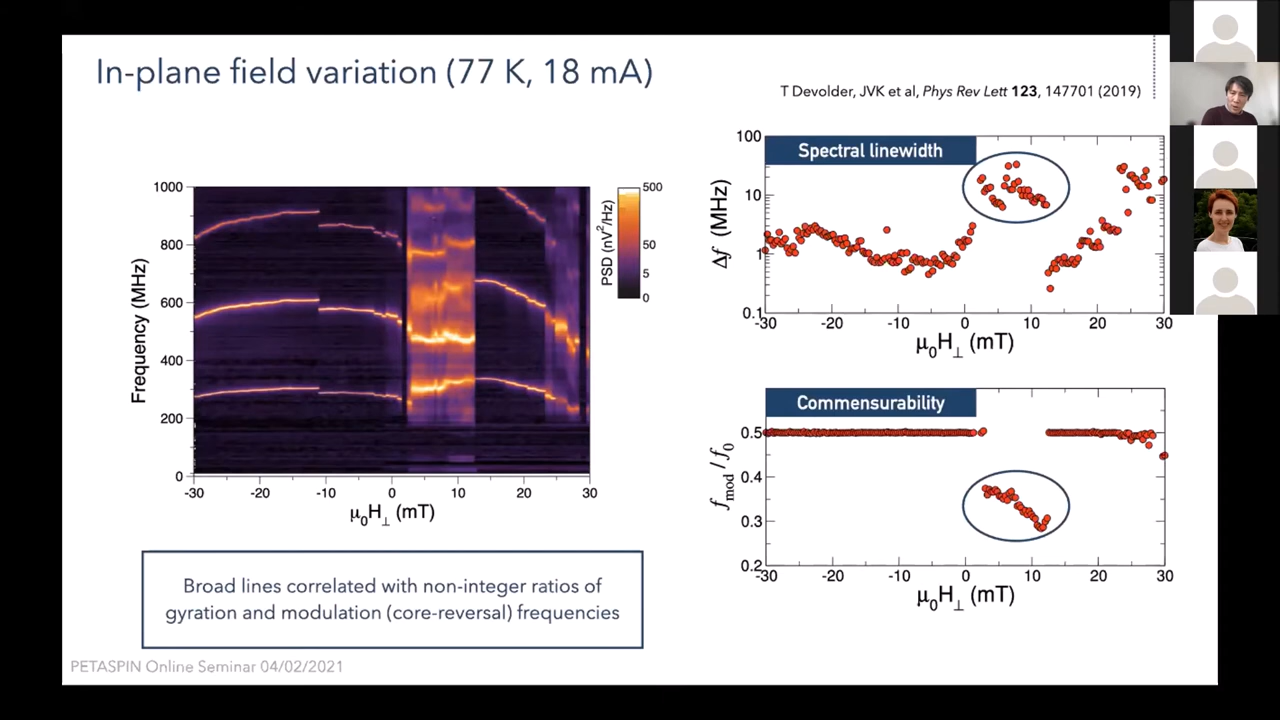 In-plane field variation (77 K, 18 mA)
T Devolder, JVK et al, Phys Rev Lett 123, 147701 (2019)
1000
800
600
400
200
0
Frequency (MHz)
-30 -20 -10 0 10 20 30
μ₀H⊥ (mT)
500
50
5
0
PSD (nV²/Hz)
Spectral linewidth
100
10
1
0.1
Δf (MHz)
-30 -20 -10 0 10 20 30
μ₀H⊥ (mT)
Commensurability
0.5
0.4
0.3
0.2
f_mod / f₀
-30 -20 -10 0 10 20 30
μ₀H⊥ (mT)
Broad lines correlated with non-integer ratios of
gyration and modulation (core-reversal) frequencies
PETASPIN Online Seminar 04/02/2021